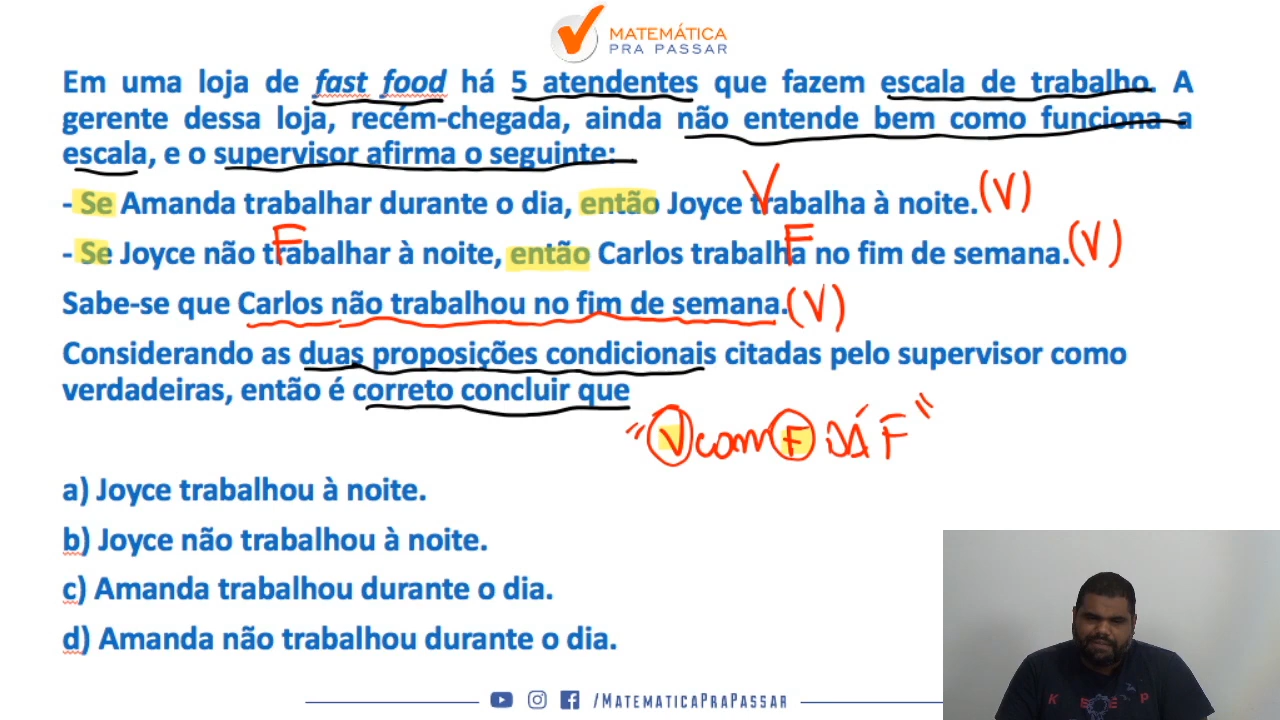 MATEMÁTICA
PRA PASSAR
Em uma loja de fast food há 5 atendentes que fazem escala de trabalho. A
gerente dessa loja, recém-chegada, ainda não entende bem como funciona a
escala, e o supervisor afirma o seguinte:
V
- Se Amanda trabalhar durante o dia, então Joyce trabalha à noite. (V)
F F
- Se Joyce não trabalhar à noite, então Carlos trabalha no fim de semana. (V)
Sabe-se que Carlos não trabalhou no fim de semana. (V)
Considerando as duas proposições condicionais citadas pelo supervisor como
verdadeiras, então é correto concluir que
"V com F DÁ F"
a) Joyce trabalhou à noite.
b) Joyce não trabalhou à noite.
c) Amanda trabalhou durante o dia.
d) Amanda não trabalhou durante o dia.
/MATEMATICAPRAPASSAR